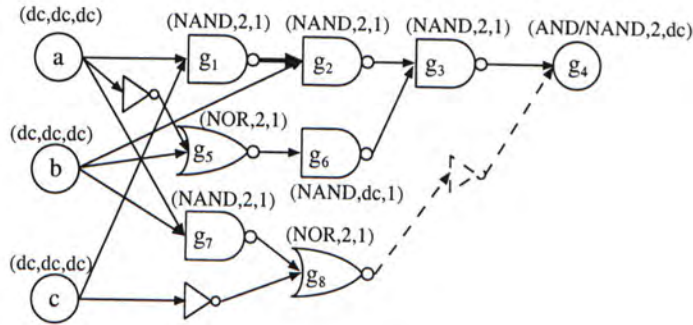 (dc,dc,dc)
(NAND,2,1)
(NAND,2,1)
(NAND,2,1)
(AND/NAND,2,dc)
a
g1
g2
g3
g4
(dc,dc,dc)
(NOR,2,1)
b
g5
g6
(NAND,2,1)
(NAND,dc,1)
(dc,dc,dc)
g7
(NOR,2,1)
c
g8